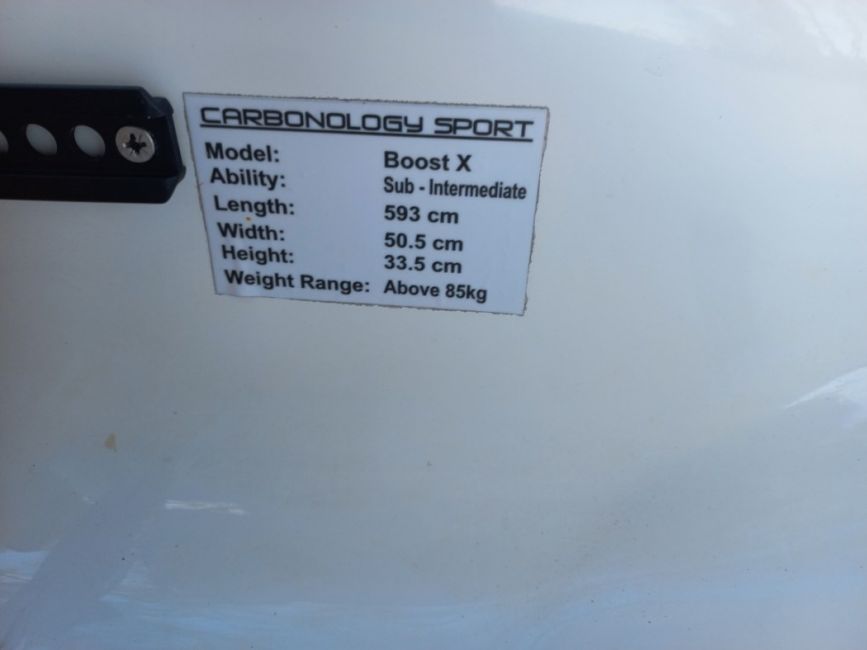 CARBONOLOGY SPORT
Model: Boost X
Ability: Sub - Intermediate
Length: 593 cm
Width: 50.5 cm
Height: 33.5 cm
Weight Range: Above 85kg